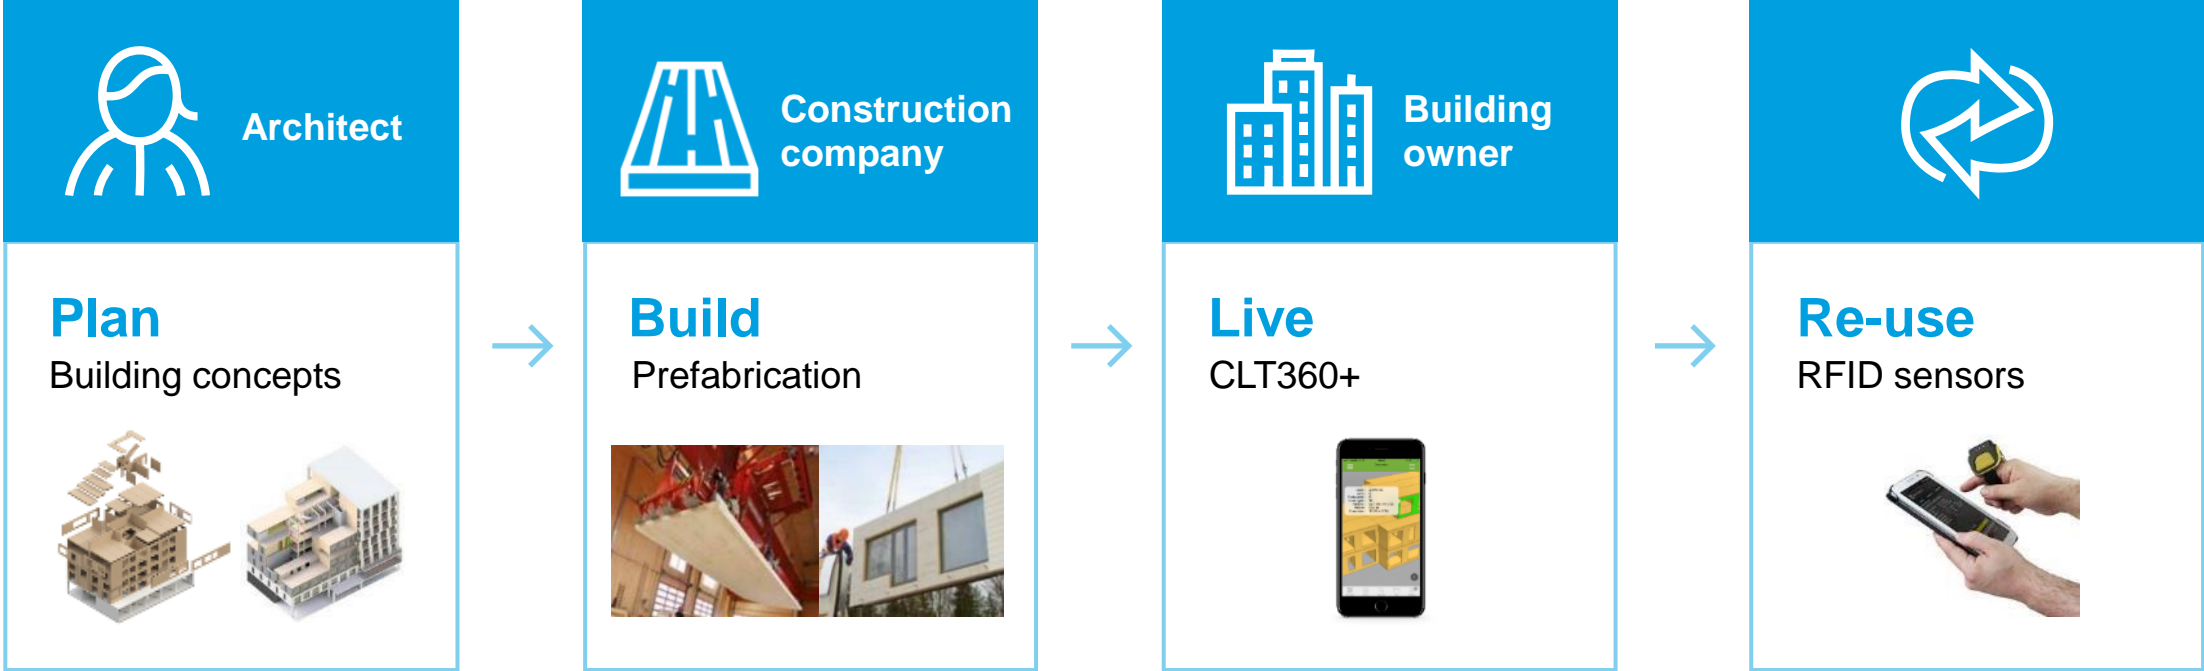 Architect
Construction
company
Building
owner
Plan
Building concepts
Build
Prefabrication
Live
CLT360+
Re-use
RFID sensors